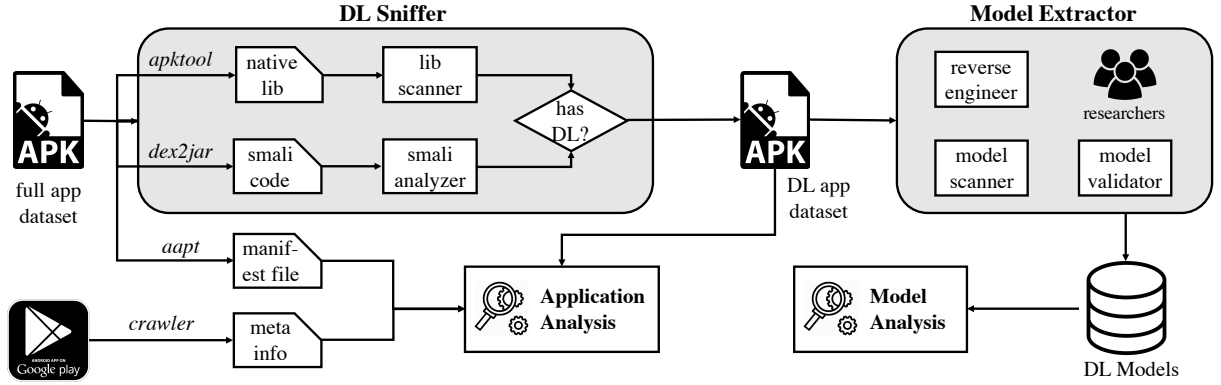 DL Sniffer
Model Extractor
apktool
native
lib
lib
scanner
has
DL?
reverse
engineer
researchers
APK
APK
dex2jar
smali
code
smali
analyzer
model
scanner
model
validator
full app
dataset
DL app
dataset
aapt
manif-
est file
Application
Analysis
Model
Analysis
crawler
meta
info
ANDROID APP ON
Google play
DL Models